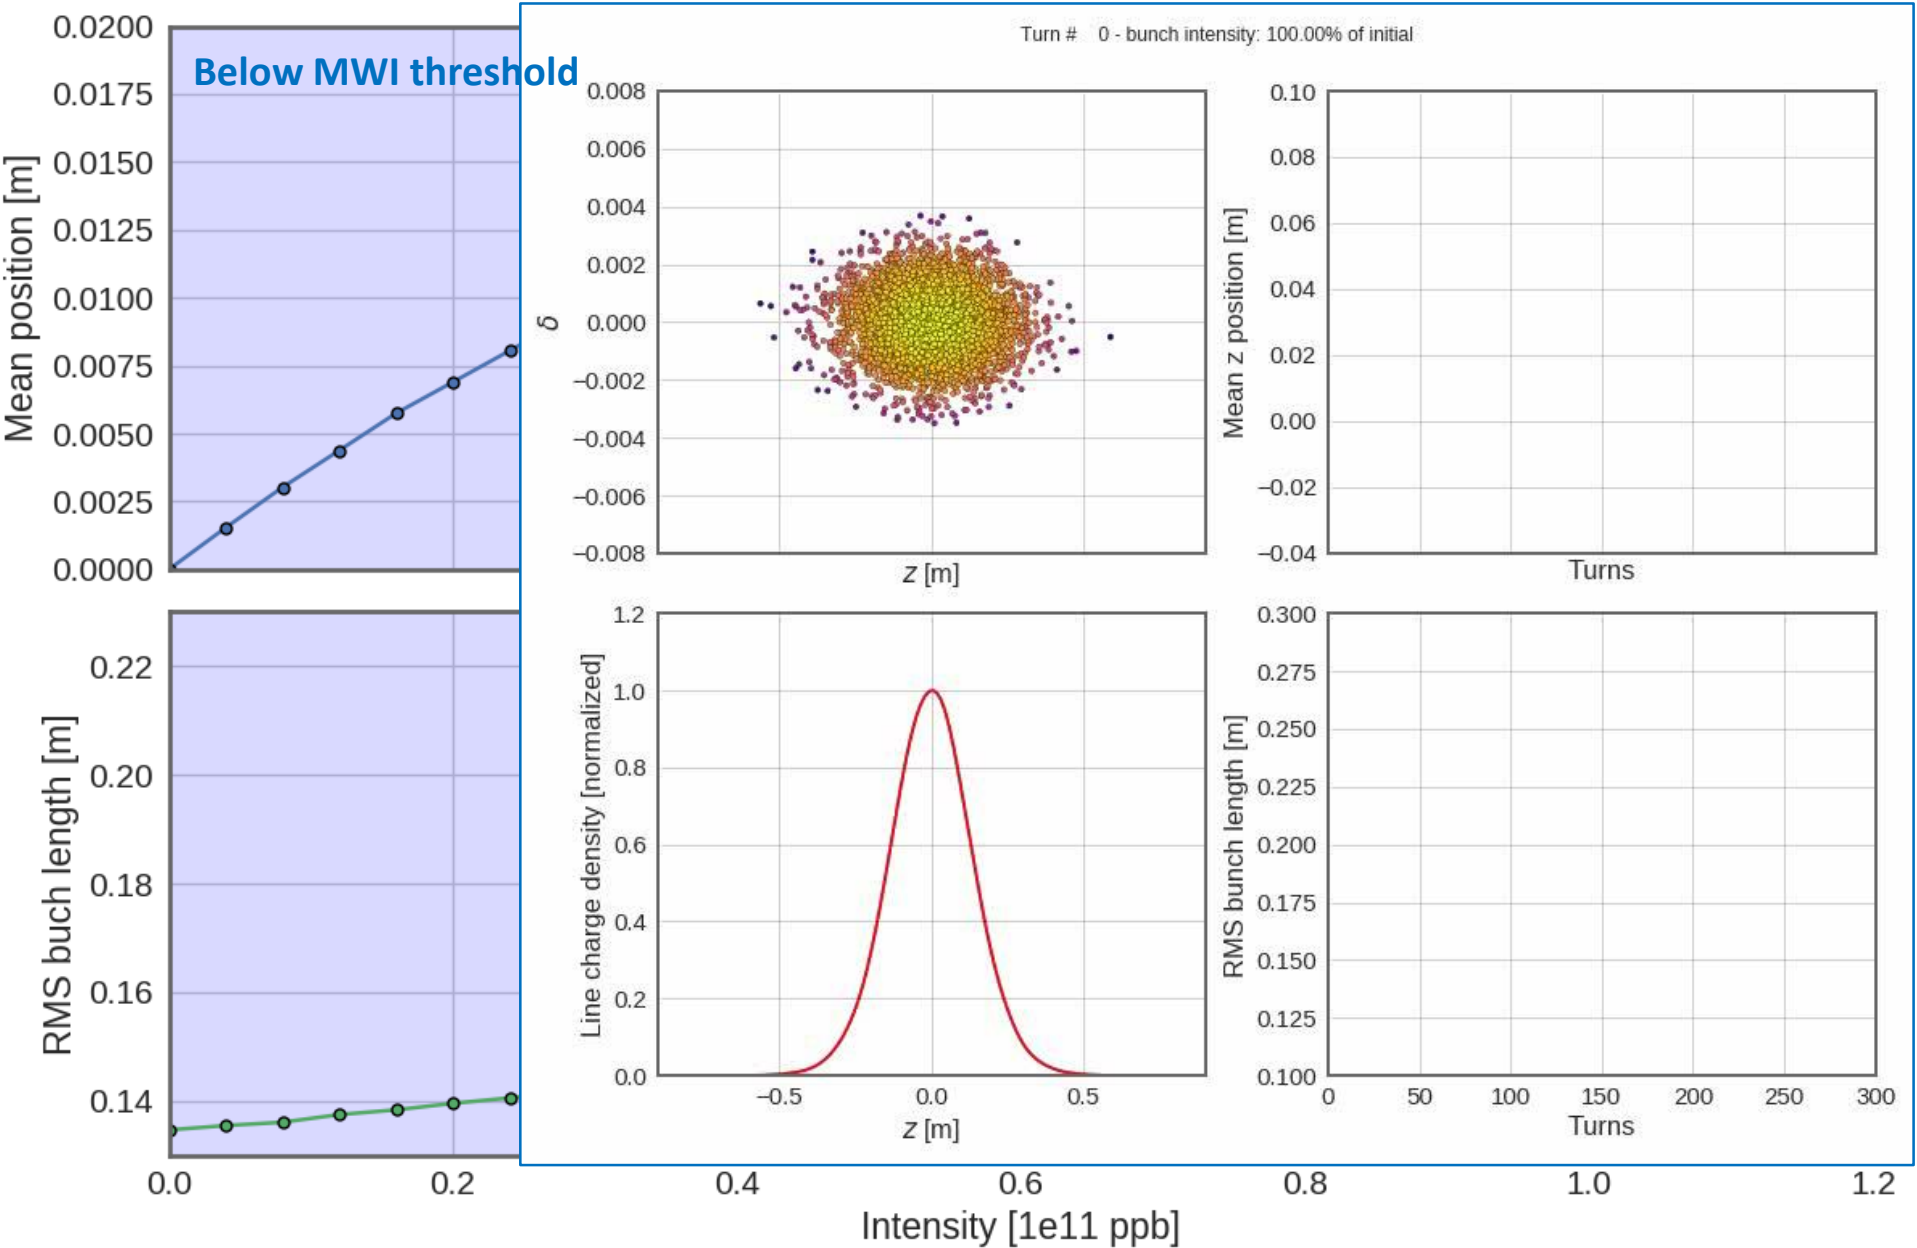 Below MWI threshold
Mean position [m]
0.0200
0.0175
0.0150
0.0125
0.0100
0.0075
0.0050
0.0025
0.0000
RMS buch length [m]
0.22
0.20
0.18
0.16
0.14
0.0 0.2 0.4 0.6 0.8 1.0 1.2
Intensity [1e11 ppb]
Turn # 0 - bunch intensity: 100.00% of initial
δ
0.008
0.006
0.004
0.002
0.000
−0.002
−0.004
−0.006
−0.008
z [m]
Mean z position [m]
0.10
0.08
0.06
0.04
0.02
0.00
−0.02
−0.04
Turns
Line charge density [normalized]
1.2
1.0
0.8
0.6
0.4
0.2
0.0
−0.5 0.0 0.5
z [m]
RMS bunch length [m]
0.300
0.275
0.250
0.225
0.200
0.175
0.150
0.125
0.100
0 50 100 150 200 250 300
Turns